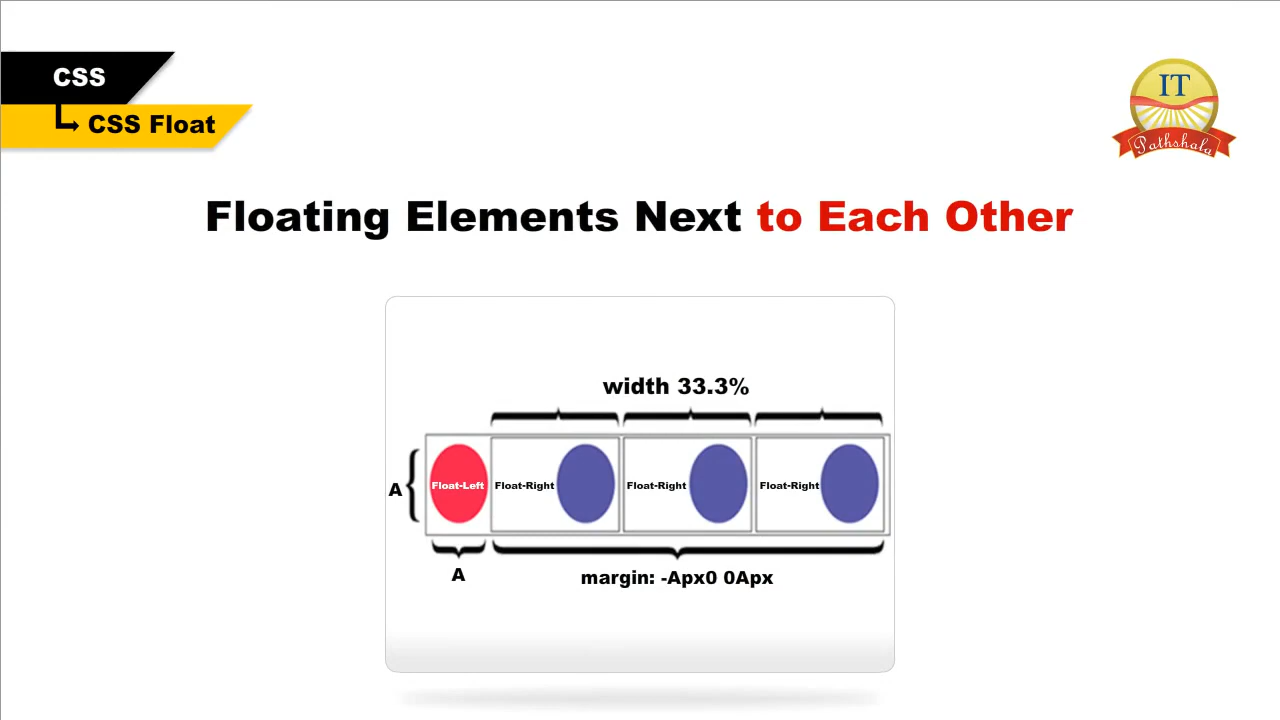 CSS
CSS Float
IT
Pathshala
Floating Elements Next to Each Other
width 33.3%
A
Float-Left
Float-Right
Float-Right
Float-Right
A
margin: -Apx0 0Apx